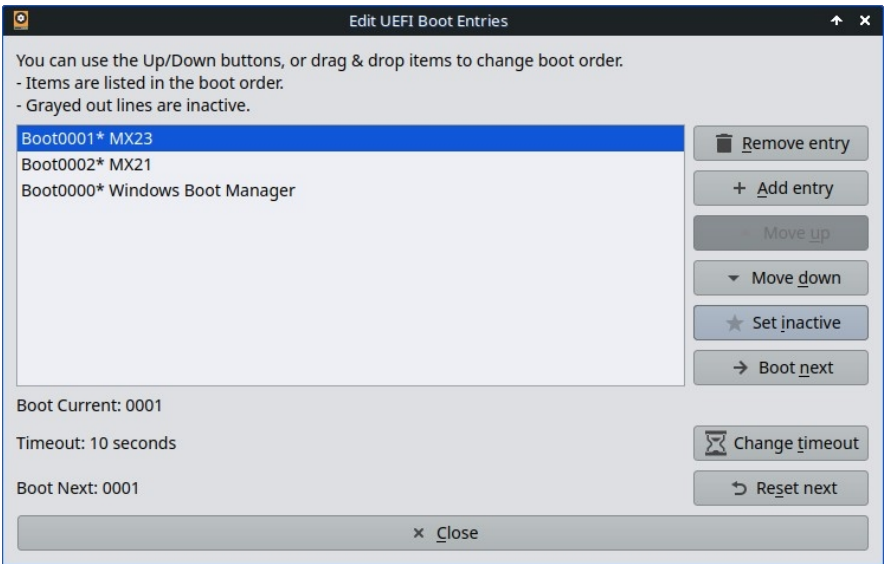 Edit UEFI Boot Entries
You can use the Up/Down buttons, or drag & drop items to change boot order.
- Items are listed in the boot order.
- Grayed out lines are inactive.
Boot0001* MX23
Boot0002* MX21
Boot0000* Windows Boot Manager
Remove entry
Add entry
Move up
Move down
Set inactive
Boot next
Boot Current: 0001
Timeout: 10 seconds
Change timeout
Boot Next: 0001
Reset next
Close